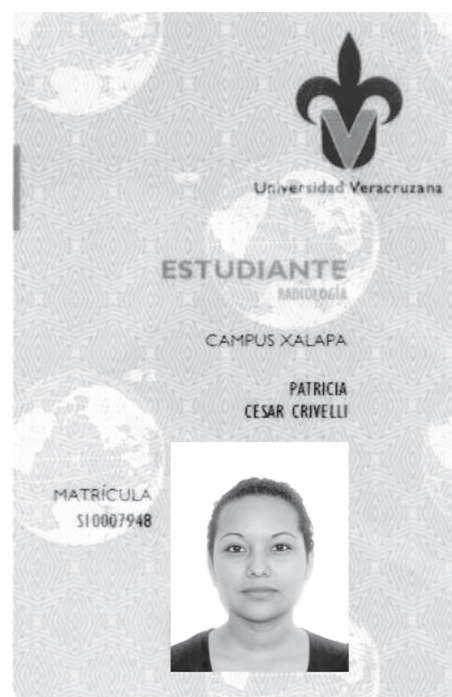 Universidad Veracruzana
ESTUDIANTE
RADIOLOGÍA
CAMPUS XALAPA
PATRICIA
CESAR CRIVELLI
MATRÍCULA
S10007948